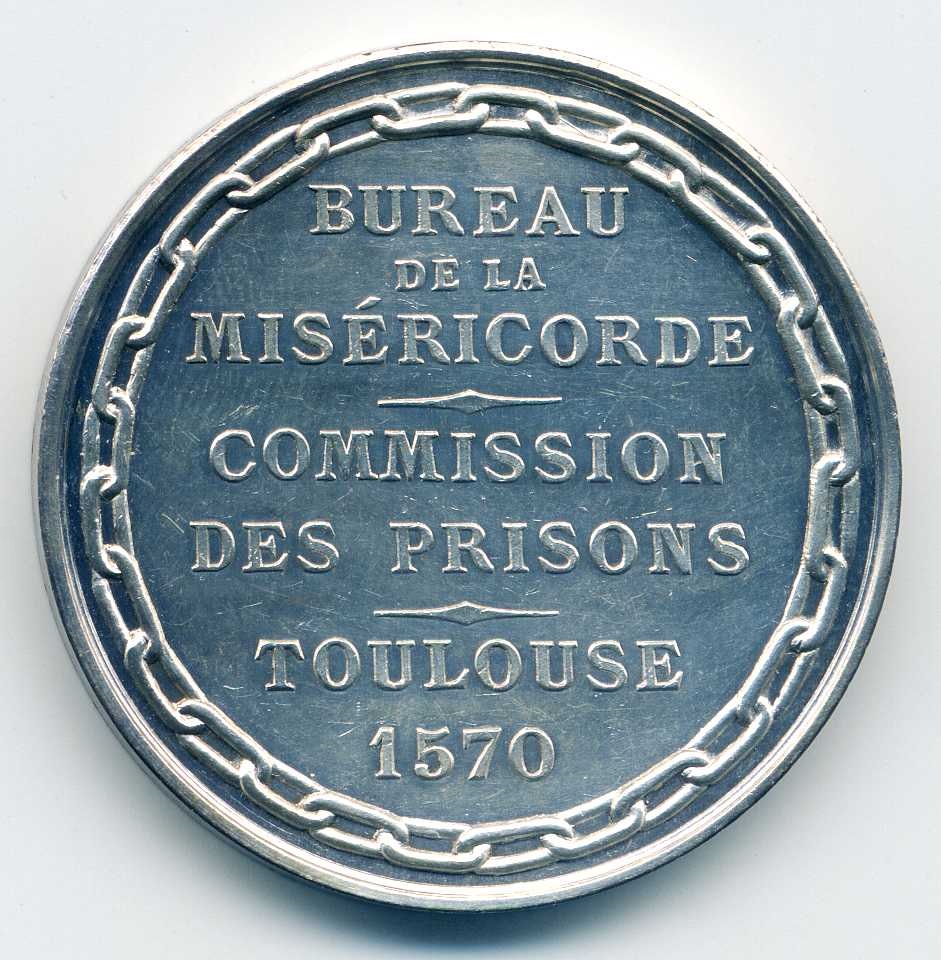 BUREAU
DE LA
MISÉRICORDE
COMMISSION
DES PRISONS
TOULOUSE
1570